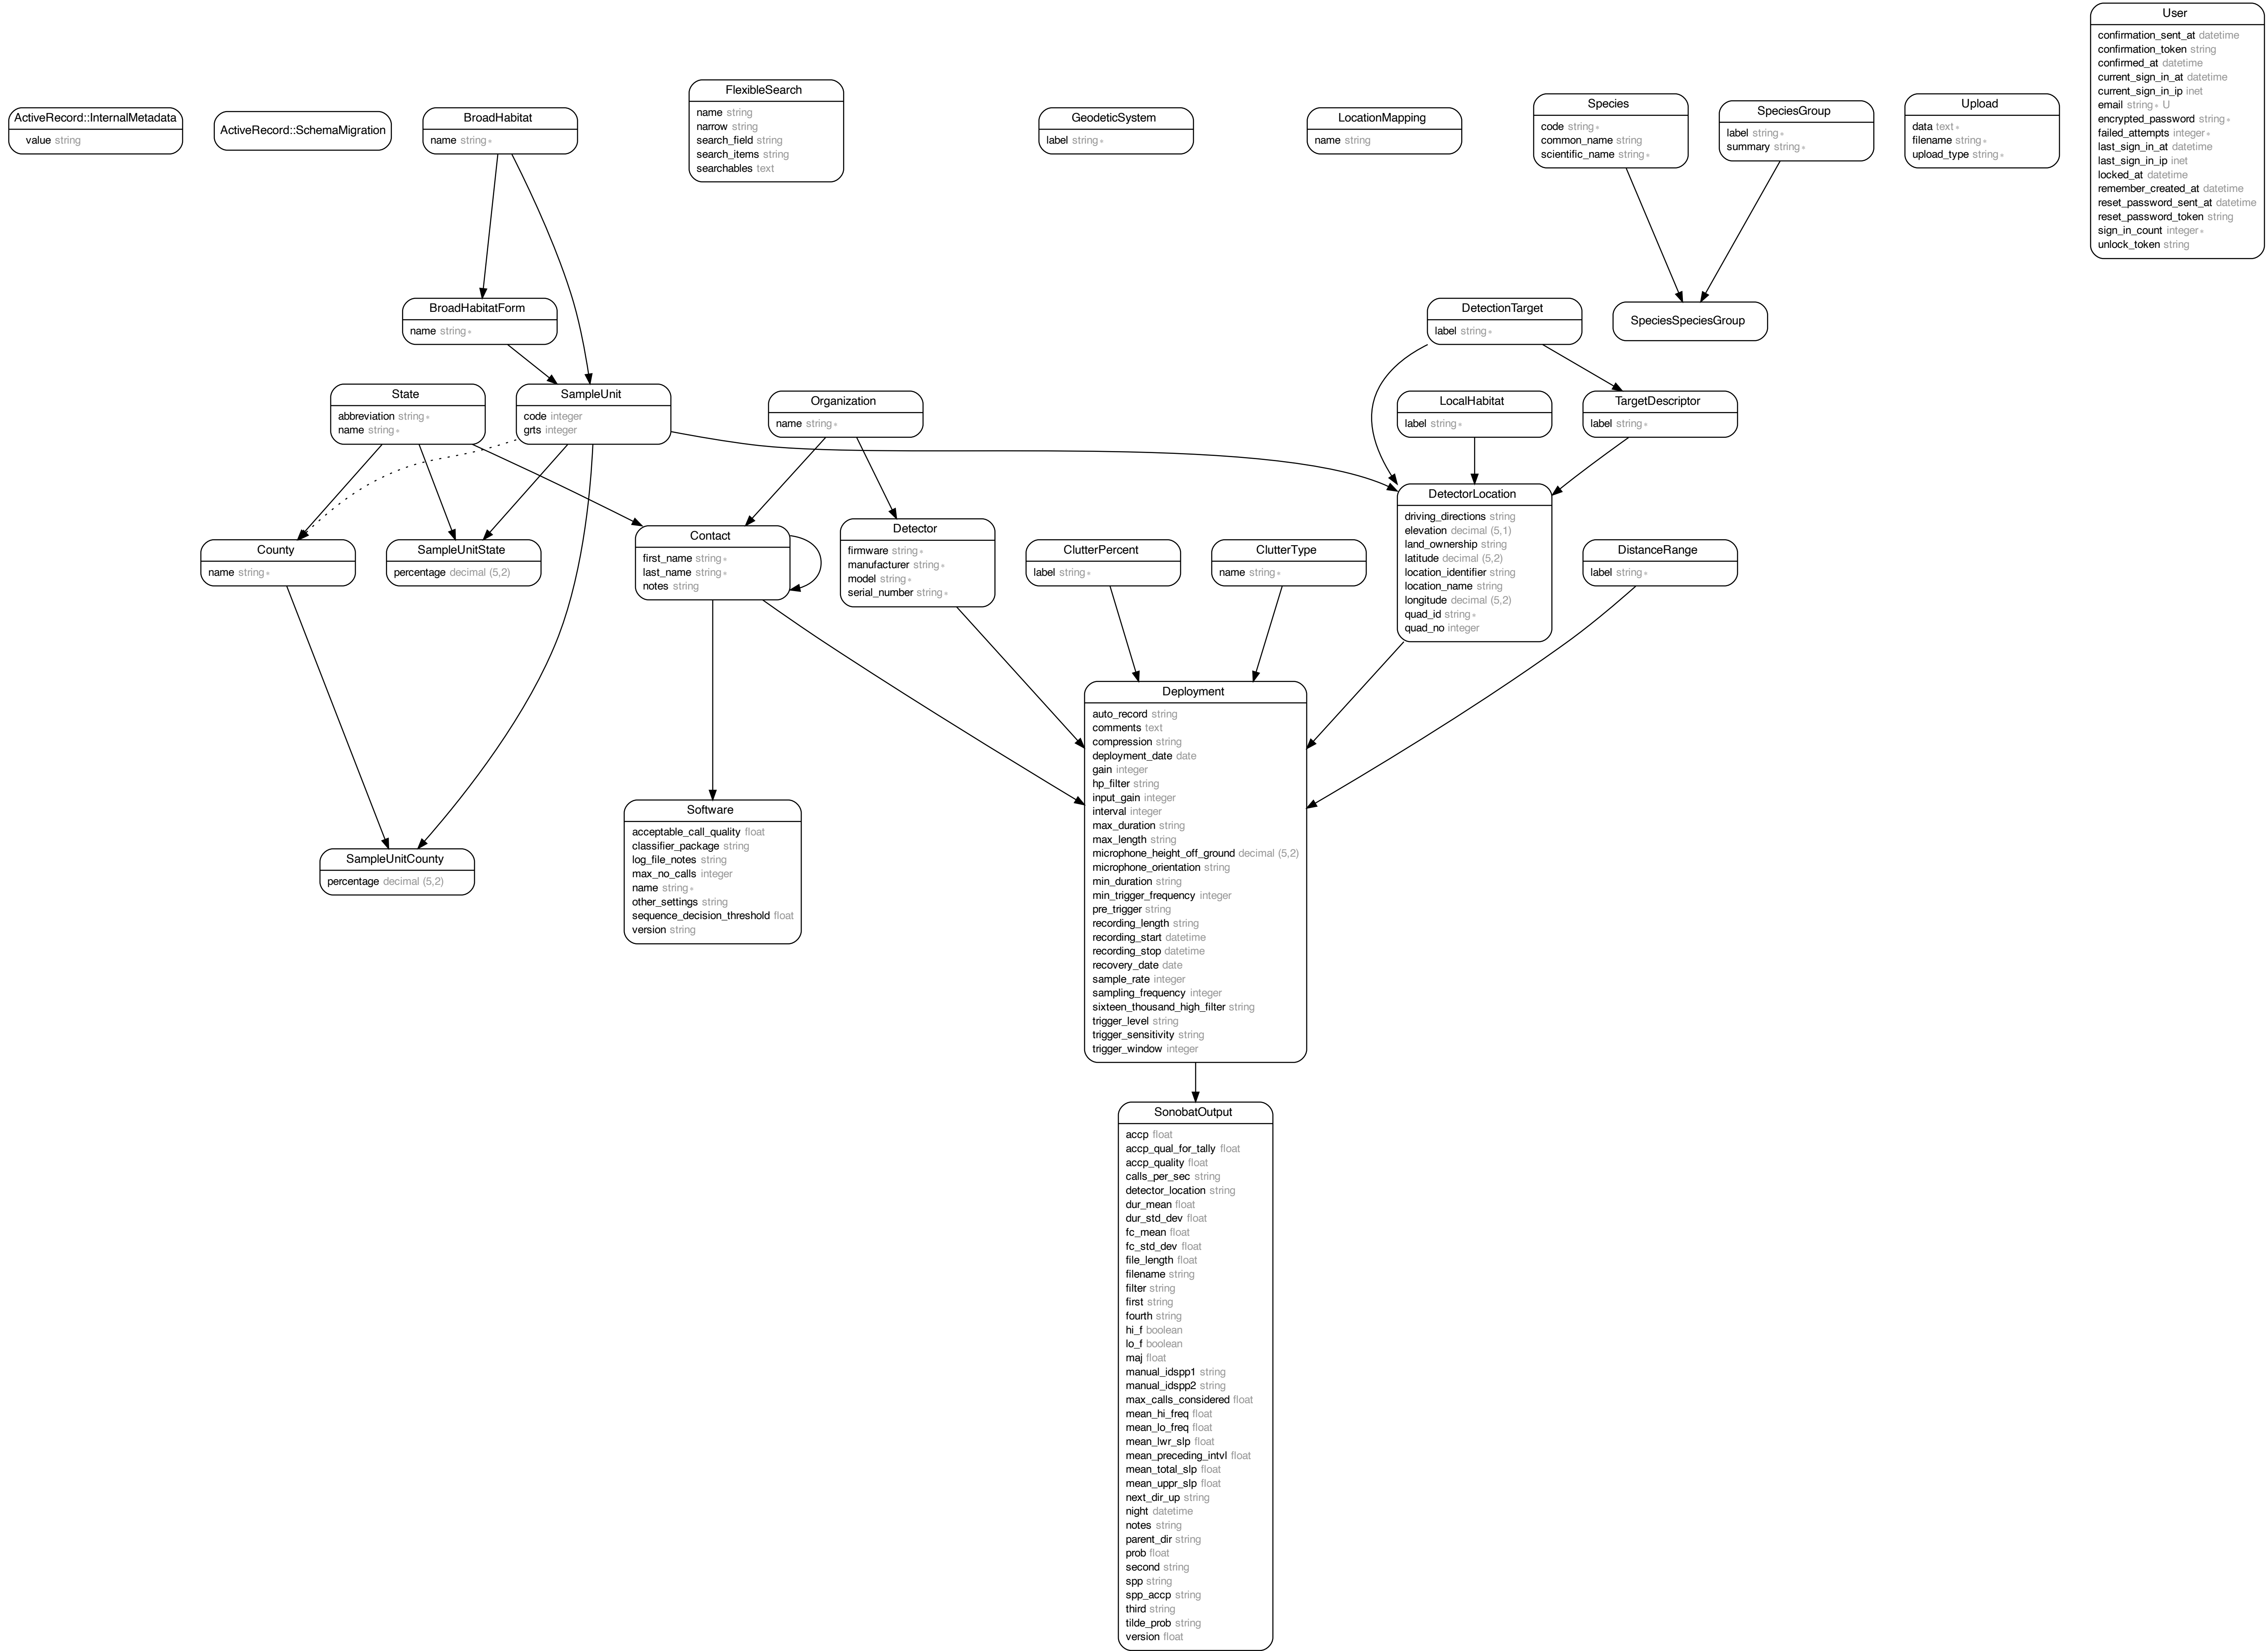 ActiveRecord::InternalMetadata
value string
ActiveRecord::SchemaMigration
BroadHabitat
name string *
FlexibleSearch
name string
narrow string
search_field string
search_items string
searchables text
GeodeticSystem
label string *
LocationMapping
name string
Species
code string *
common_name string
scientific_name string *
SpeciesGroup
label string *
summary string *
Upload
data text *
filename string *
upload_type string *
User
confirmation_sent_at datetime
confirmation_token string
confirmed_at datetime
current_sign_in_at datetime
current_sign_in_ip inet
email string * U
encrypted_password string *
failed_attempts integer *
last_sign_in_at datetime
last_sign_in_ip inet
locked_at datetime
remember_created_at datetime
reset_password_sent_at datetime
reset_password_token string
sign_in_count integer *
unlock_token string
BroadHabitatForm
name string *
DetectionTarget
label string *
SpeciesSpeciesGroup
State
abbreviation string *
name string *
SampleUnit
code integer
grts integer
Organization
name string *
LocalHabitat
label string *
TargetDescriptor
label string *
County
name string *
SampleUnitState
percentage decimal (5,2)
Contact
first_name string *
last_name string *
notes string
Detector
firmware string *
manufacturer string *
model string *
serial_number string *
ClutterPercent
label string *
ClutterType
name string *
DetectorLocation
driving_directions string
elevation decimal (5,1)
land_ownership string
latitude decimal (5,2)
location_identifier string
location_name string
longitude decimal (5,2)
quad_id string *
quad_no integer
DistanceRange
label string *
SampleUnitCounty
percentage decimal (5,2)
Software
acceptable_call_quality float
classifier_package string
log_file_notes string
max_no_calls integer
name string *
other_settings string
sequence_decision_threshold float
version string
Deployment
auto_record string
comments text
compression string
deployment_date date
gain integer
hp_filter string
input_gain integer
interval integer
max_duration string
max_length string
microphone_height_off_ground decimal (5,2)
microphone_orientation string
min_duration string
min_trigger_frequency integer
pre_trigger string
recording_length string
recording_start datetime
recording_stop datetime
recovery_date date
sample_rate integer
sampling_frequency integer
sixteen_thousand_high_filter string
trigger_level string
trigger_sensitivity string
trigger_window integer
SonobatOutput
accp float
accp_qual_for_tally float
accp_quality float
calls_per_sec string
detector_location string
dur_mean float
dur_std_dev float
fc_mean float
fc_std_dev float
file_length float
filename string
filter string
first string
fourth string
hi_f boolean
lo_f boolean
maj float
manual_idspp1 string
manual_idspp2 string
max_calls_considered float
mean_hi_freq float
mean_lo_freq float
mean_lwr_slp float
mean_preceding_intvl float
mean_total_slp float
mean_uppr_slp float
next_dir_up string
night datetime
notes string
parent_dir string
prob float
second string
spp string
spp_accp string
third string
tilde_prob string
version float